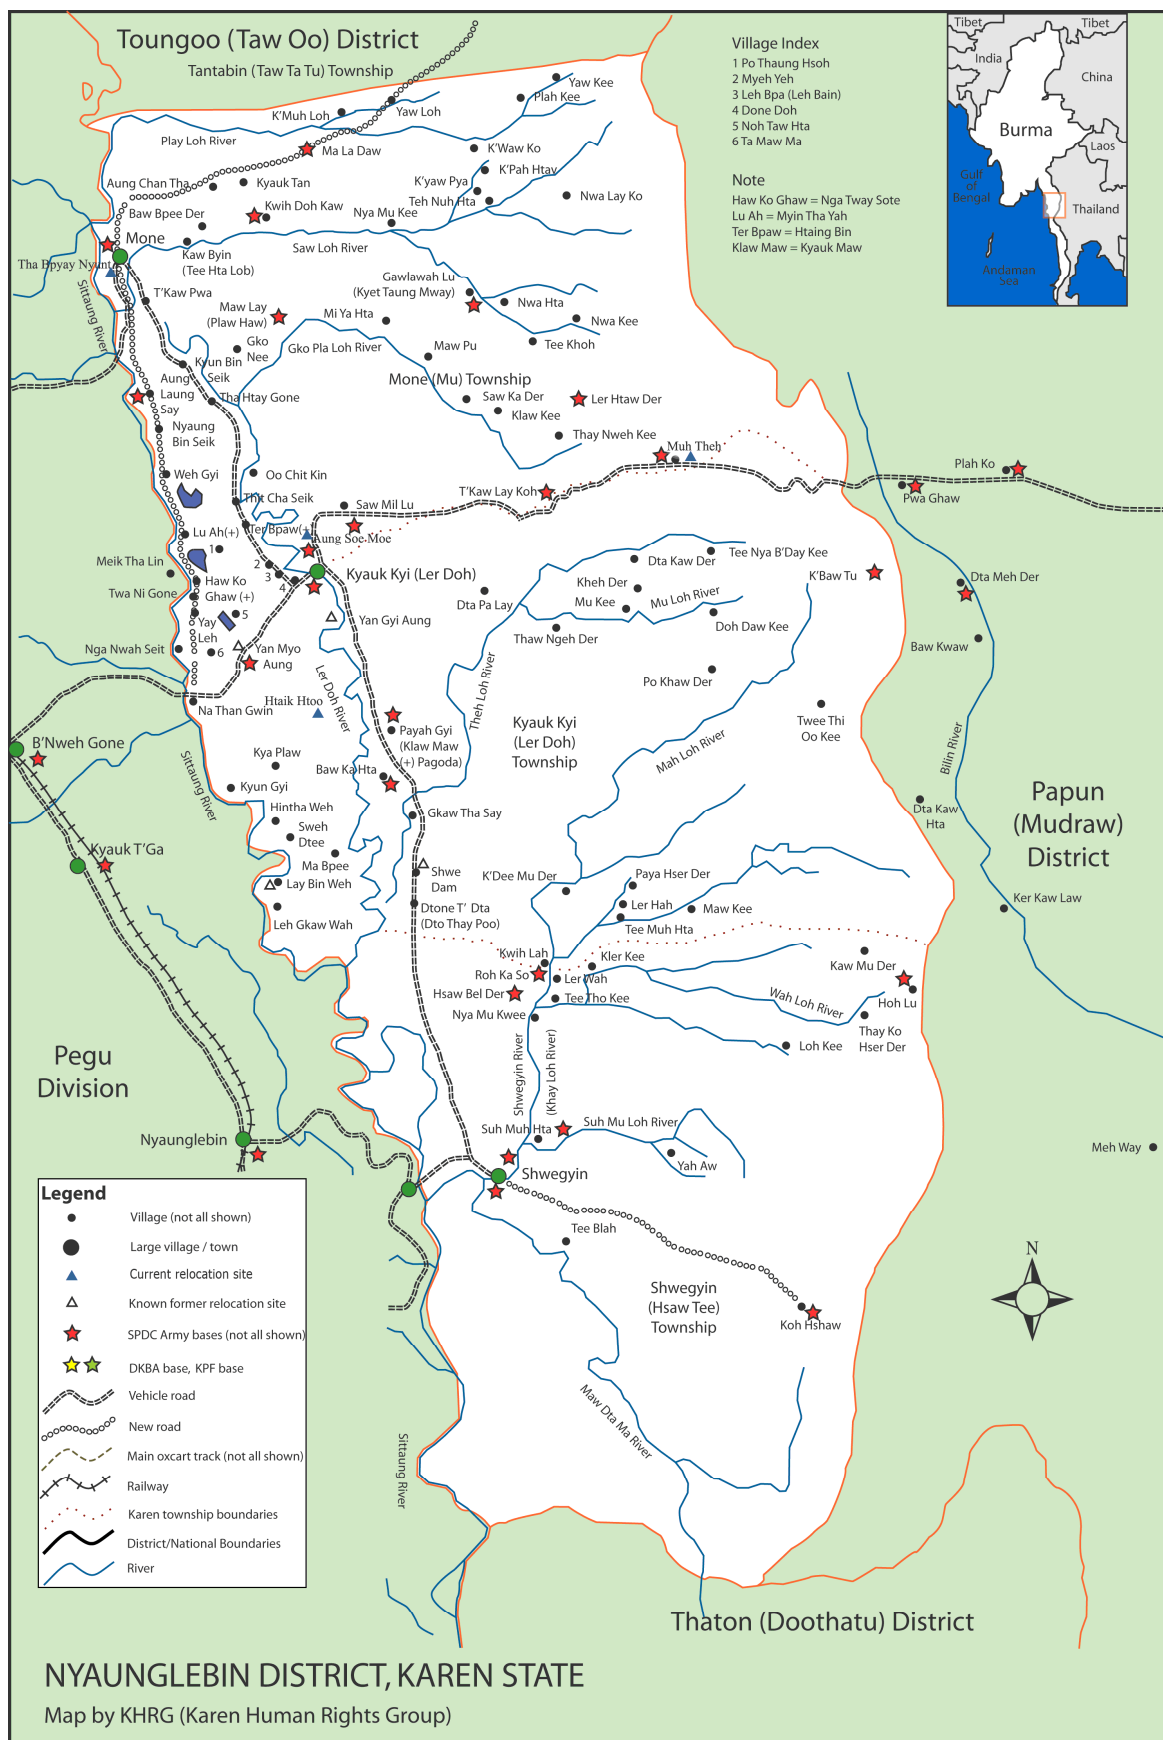 Toungoo (Taw Oo) District
Tantabin (Taw Ta Tu) Township
Village Index
1 Po Thaung Hsoh
2 Myeh Yeh
3 Leh Bpa (Leh Bain)
4 Done Doh
5 Noh Taw Hta
6 Ta Maw Ma
Note
Haw Ko Ghaw = Nga Tway Sote
Lu Ah = Myin Tha Yah
Ter Bpaw = Htaing Bin
Klaw Maw = Kyauk Maw
Tibet
Tibet
India
China
Burma
Laos
Gulf
of
Bengal
Thailand
Andaman
Sea
Yaw Kee
Plah Kee
Yaw Loh
K'Muh Loh
Play Loh River
Ma La Daw
K'Waw Ko
K'Pah Htav
Aung Chan Tha
Kyauk Tan
K'yaw Pya
Teh Nuh Hta
Nwa Lay Ko
Baw Bpee Der
Kwih Doh Kaw
Nya Mu Kee
Mone
Kaw Byin
(Tee Hta Lob)
Saw Loh River
Tha Bpyay Nyunt
Sittaung River
T'Kaw Pwa
Gawlawah Lu
(Kyet Taung Mway)
Nwa Hta
Maw Lay
(Plaw Haw)
Mi Ya Hta
Nwa Kee
Tee Khoh
Gko
Nee
Gko Pla Loh River
Maw Pu
Kyun Bin
Seik
Mone (Mu) Township
Aung
Laung
Say
Tha Htay Gone
Saw Ka Der
Ler Htaw Der
Klaw Kee
Nyaung
Bin Seik
Thay Nweh Kee
Muh Theh
Weh Gyi
Oo Chit Kin
Plah Ko
Pwa Ghaw
Thit Cha Seik
Saw Mil Lu
T'Kaw Lay Koh
Lu Ah(+)
Ter Bpaw(+)
Aung Soe Moe
1
2
3
4
Meik Tha Lin
Haw Ko
Ghaw (+)
Twa Ni Gone
Kyauk Kyi (Ler Doh)
Dta Kaw Der
Tee Nya B'Day Kee
K'Baw Tu
Dta Meh Der
Kheh Der
Mu Kee
Mu Loh River
Dta Pa Lay
Yay
Leh
5
6
Yan Gyi Aung
Thaw Ngeh Der
Doh Daw Kee
Baw Kwaw
Nga Nwah Seit
Yan Myo
Aung
Ler Doh River
Theh Loh River
Po Khaw Der
Na Than Gwin
Htaik Htoo
Payah Gyi
(Klaw Maw
(+) Pagoda)
Kyauk Kyi
(Ler Doh)
Township
Twee Thi
Oo Kee
B'Nweh Gone
Mah Loh River
Bilin River
Kya Plaw
Baw Ka Hta
Sittaung River
Kyun Gyi
Hintha Weh
Gkaw Tha Say
Dta Kaw
Hta
Papun
(Mudraw)
District
Sweh
Dtee
Kyauk T'Ga
Ma Bpee
Shwe
Dam
Lay Bin Weh
K'Dee Mu Der
Paya Hser Der
Ler Hah
Maw Kee
Tee Muh Hta
Ker Kaw Law
Leh Gkaw Wah
Dtone T' Dta
(Dto Thay Poo)
Kwih Lah
Kler Kee
Kaw Mu Der
Roh Ka So
Ler Wah
Hsaw Bel Der
Tee Tho Kee
Wah Loh River
Hoh Lu
Nya Mu Kwee
Thay Ko
Hser Der
Loh Kee
Pegu
Division
Shwegyin River
(Khay Loh River)
Suh Muh Hta
Suh Mu Loh River
Nyaunglebin
Yah Aw
Meh Way
Shwegyin
Tee Blah
Shwegyin
(Hsaw Tee)
Township
Koh Hshaw
N
Maw Dta Ma River
Sittaung River
Legend
Village (not all shown)
Large village / town
Current relocation site
Known former relocation site
SPDC Army bases (not all shown)
DKBA base, KPF base
Vehicle road
New road
Main oxcart track (not all shown)
Railway
Karen township boundaries
District/National Boundaries
River
Thaton (Doothatu) District
NYAUNGLEBIN DISTRICT, KAREN STATE
Map by KHRG (Karen Human Rights Group)